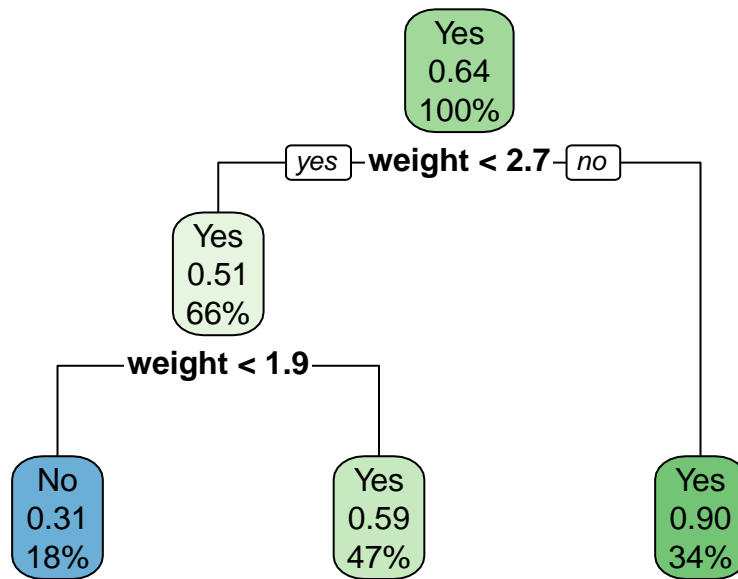 Yes
0.64
100%
yes weight < 2.7 no
Yes
0.51
66%
weight < 1.9
No
0.31
18%
Yes
0.59
47%
Yes
0.90
34%